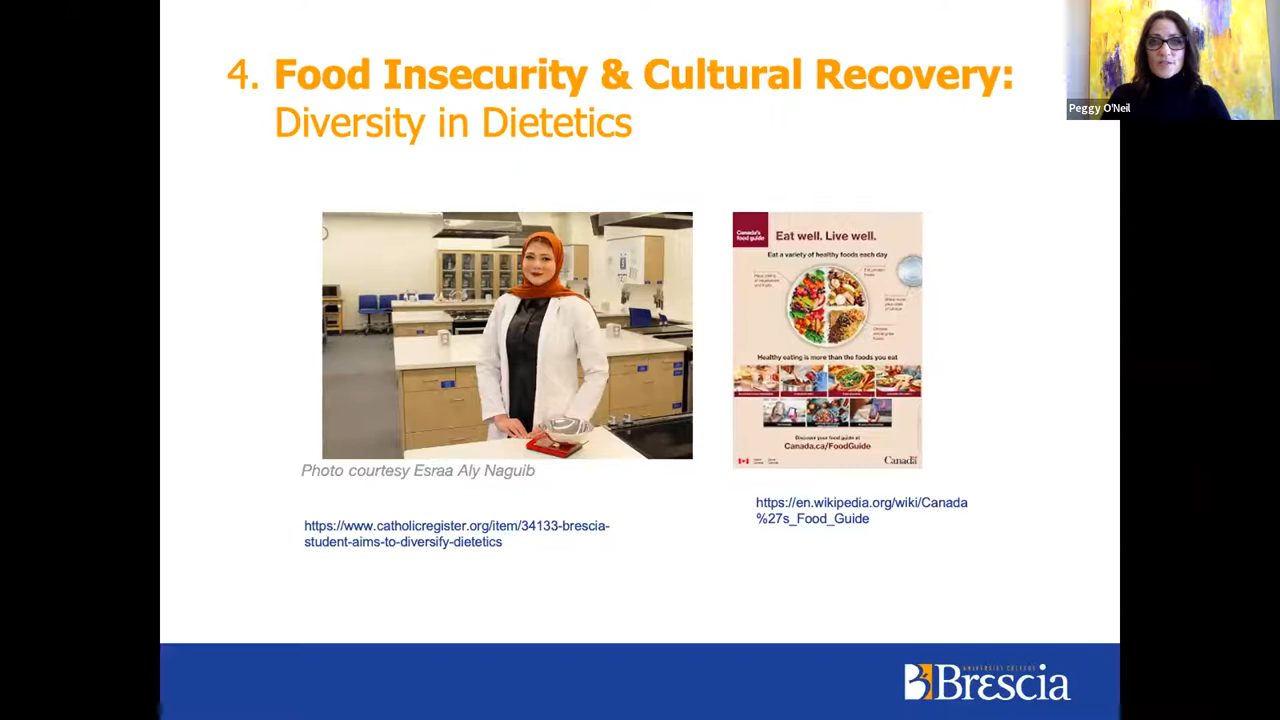 4. Food Insecurity & Cultural Recovery:
Diversity in Dietetics
Peggy O'Neil
Canada's
food guide
Eat well. Live well.
Eat a variety of healthy foods each day
Healthy eating is more than the foods you eat
Discover your food guide at
Canada.ca/FoodGuide
Canada
Photo courtesy Esraa Aly Naguib
https://www.catholicregister.org/item/34133-brescia-
student-aims-to-diversify-dietetics
https://en.wikipedia.org/wiki/Canada
%27s_Food_Guide
UNIVERSITY COLLEGE
Brescia